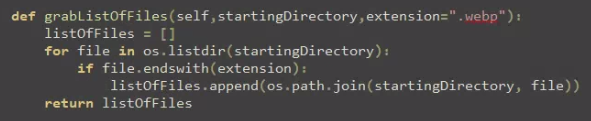 def grabListOfFiles(self,startingDirectory,extension=".webp"):
    listOfFiles = []
    for file in os.listdir(startingDirectory):
        if file.endswith(extension):
            listOfFiles.append(os.path.join(startingDirectory, file))
    return listOfFiles